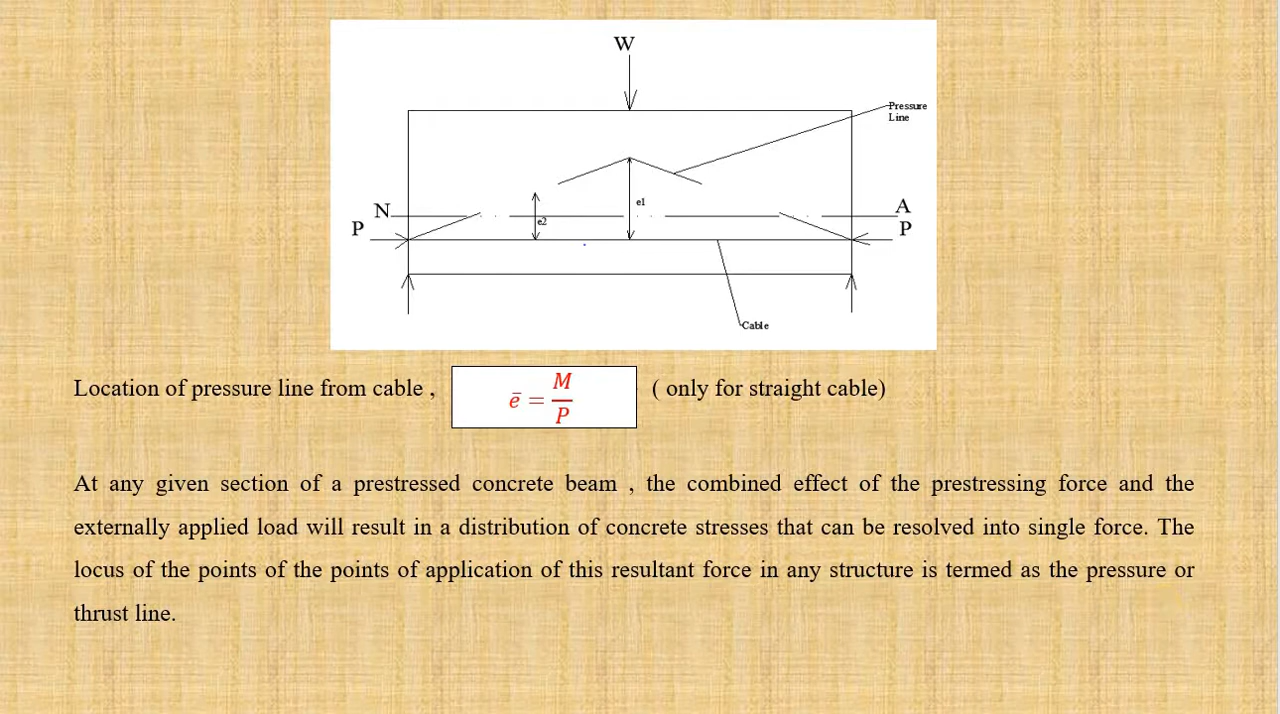 W
Pressure
Line
e1
N
A
e2
P
P
Cable
Location of pressure line from cable , ē = M/P ( only for straight cable)
At any given section of a prestressed concrete beam , the combined effect of the prestressing force and the
externally applied load will result in a distribution of concrete stresses that can be resolved into single force. The
locus of the points of the points of application of this resultant force in any structure is termed as the pressure or
thrust line.